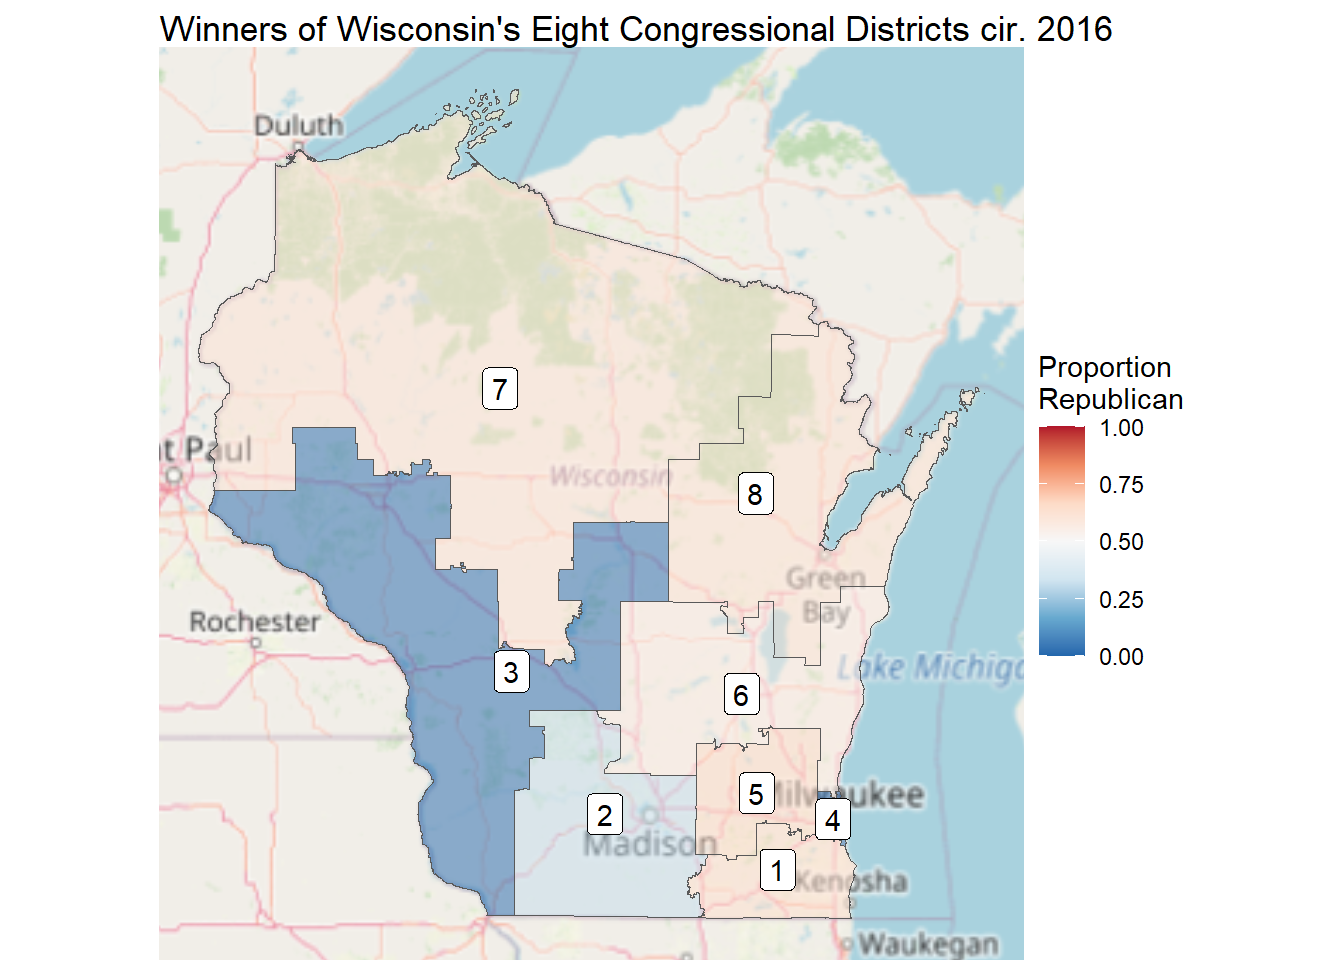 Winners of Wisconsin's Eight Congressional Districts cir. 2016
Duluth
7
t Paul
Wisconsin
8
Green
Bay
Rochester
3
Lake Michiga
6
5
Milwaukee
4
2
Madison
1
Kenosha
Waukegan
Proportion
Republican
1.00
0.75
0.50
0.25
0.00